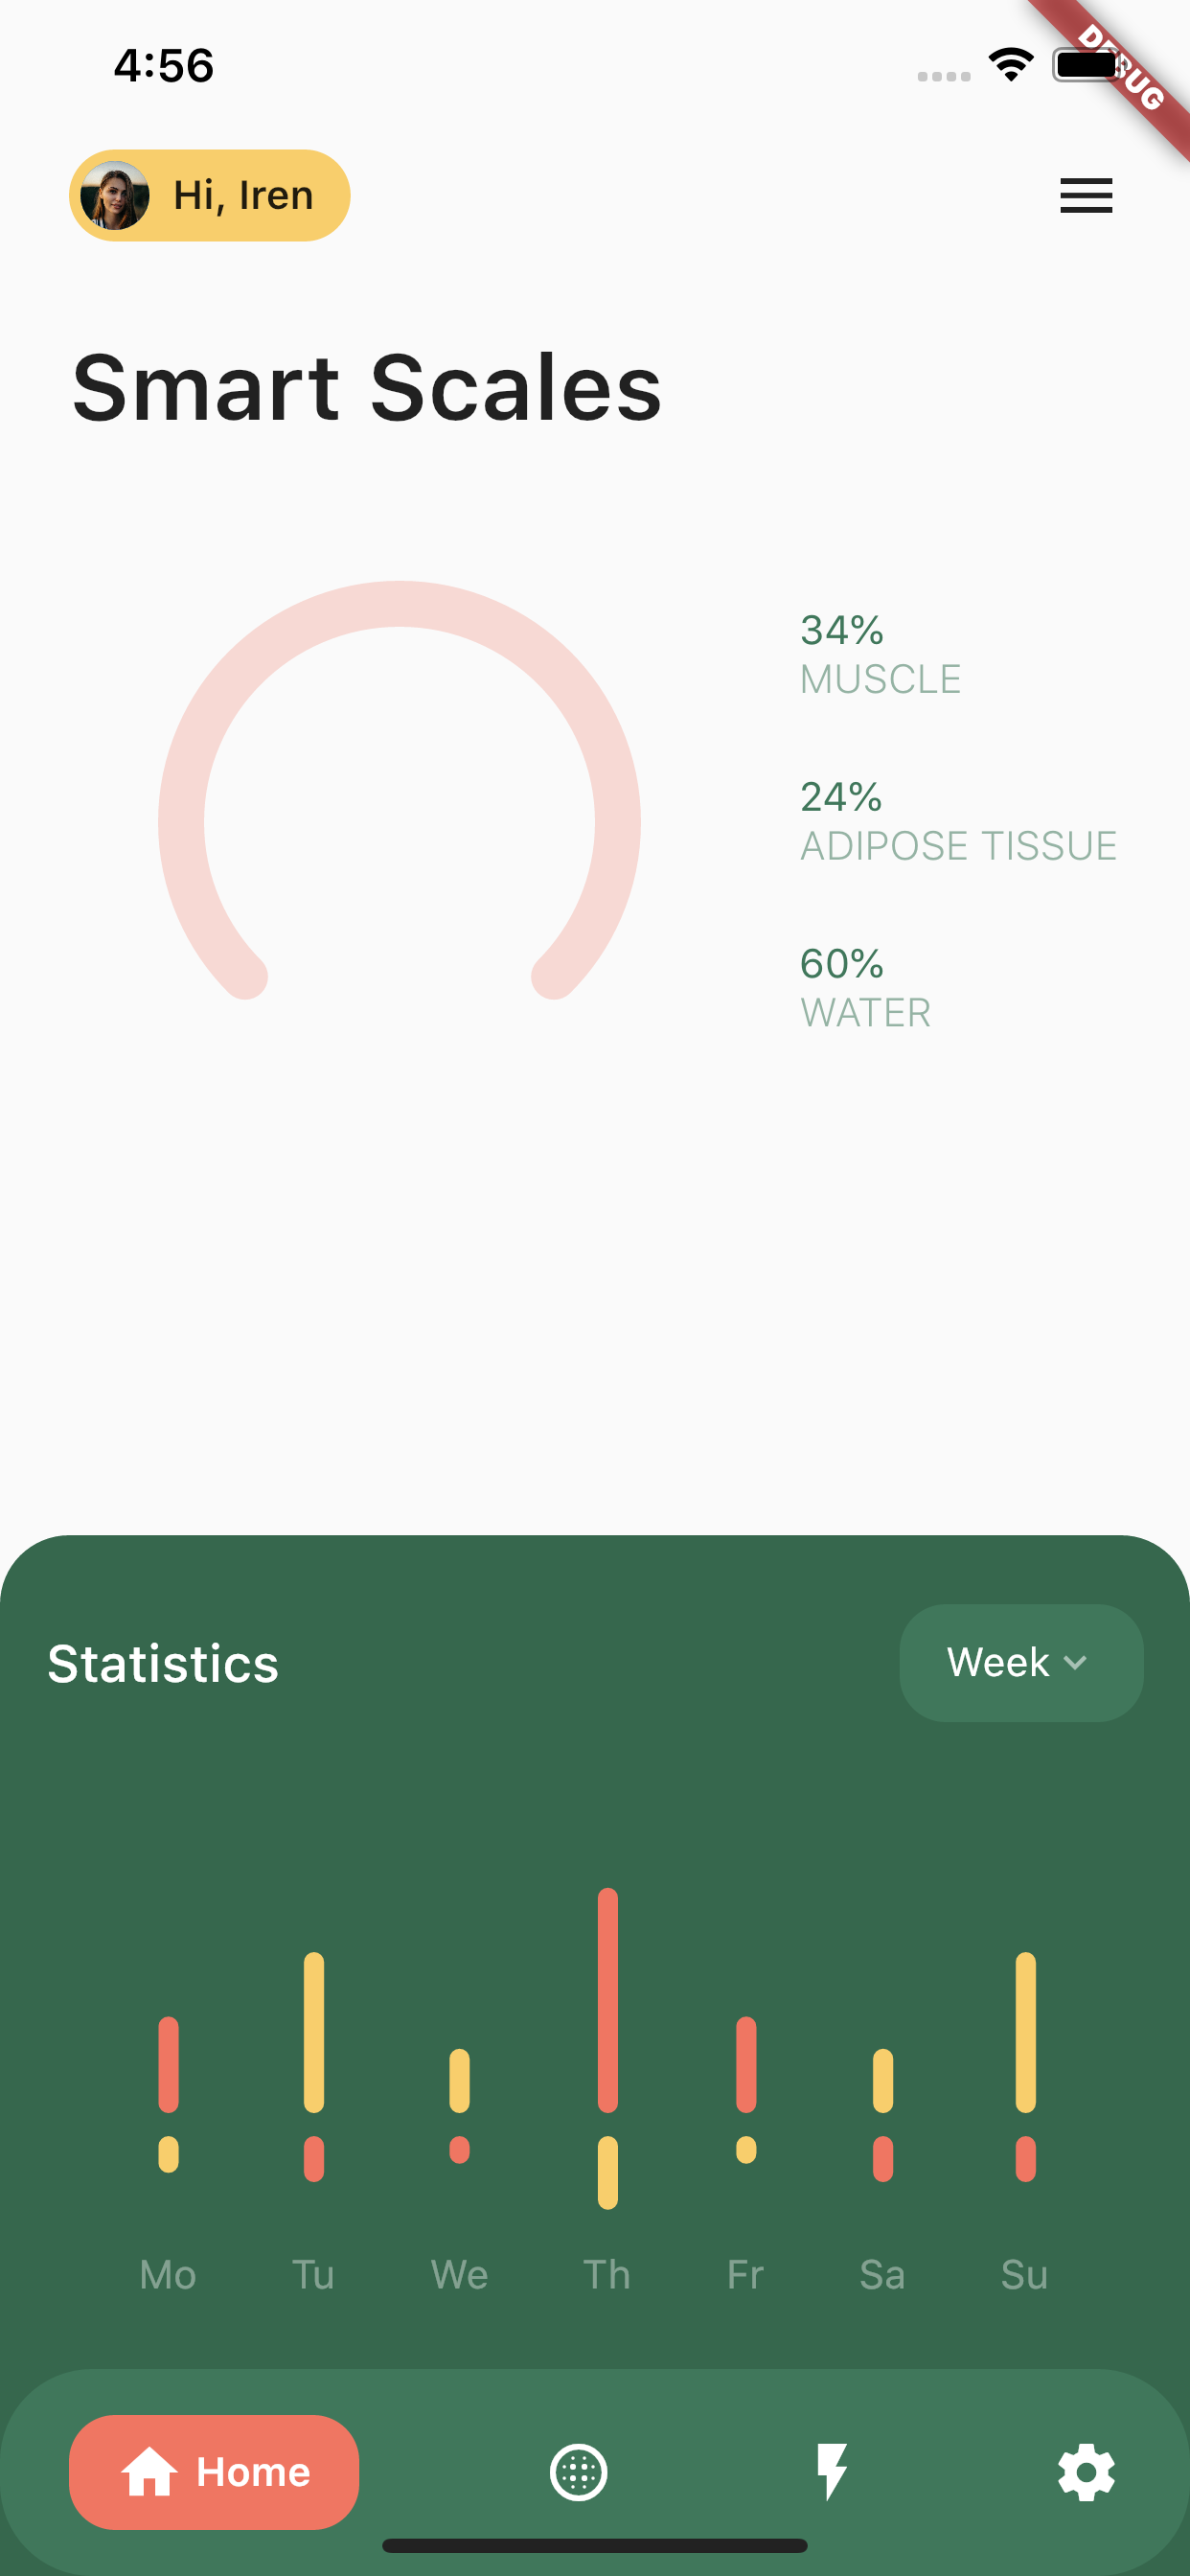 4:56
DEBUG
Hi, Iren
Smart Scales
34%
MUSCLE
24%
ADIPOSE TISSUE
60%
WATER
Statistics
Week
Mo Tu We Th Fr Sa Su
Home